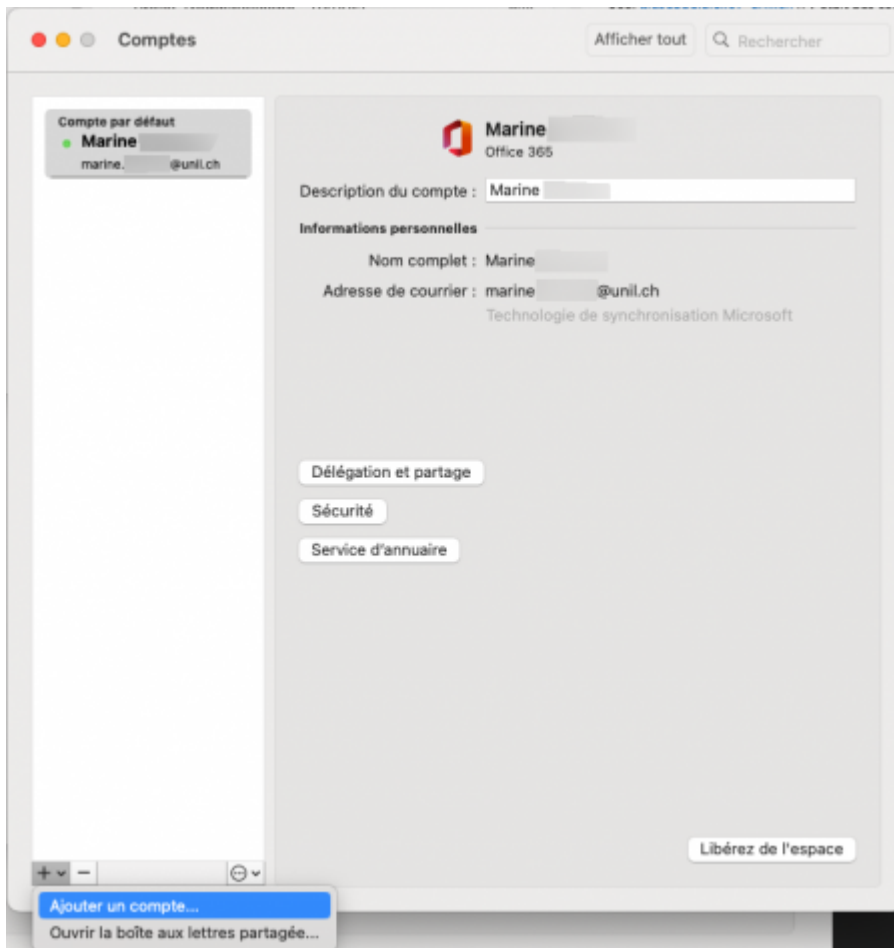 Comptes
Afficher tout
Rechercher
Compte par défaut
Marine
marine. @unil.ch
Marine
Office 365
Description du compte : Marine
Informations personnelles
Nom complet : Marine
Adresse de courrier : marine @unil.ch
Technologie de synchronisation Microsoft
Délégation et partage
Sécurité
Service d'annuaire
Libérez de l'espace
Ajouter un compte...
Ouvrir la boîte aux lettres partagée...